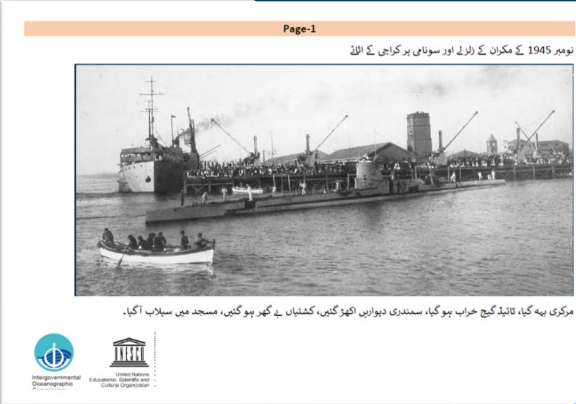 Page-1
نومبر 1945 کے مکران کے زلزلے اور سونامی پر کراچی کے اثاثے
مرکزی بہہ گیا، ٹائیڈ گیج خراب ہو گیا، سمندری دیواریں اکھڑ گئیں، کشتیاں بے گھر ہو گئیں، مسجد میں سیلاب آگیا۔
Intergovernmental
Oceanographic
unesco
United Nations
Educational, Scientific and
Cultural Organization